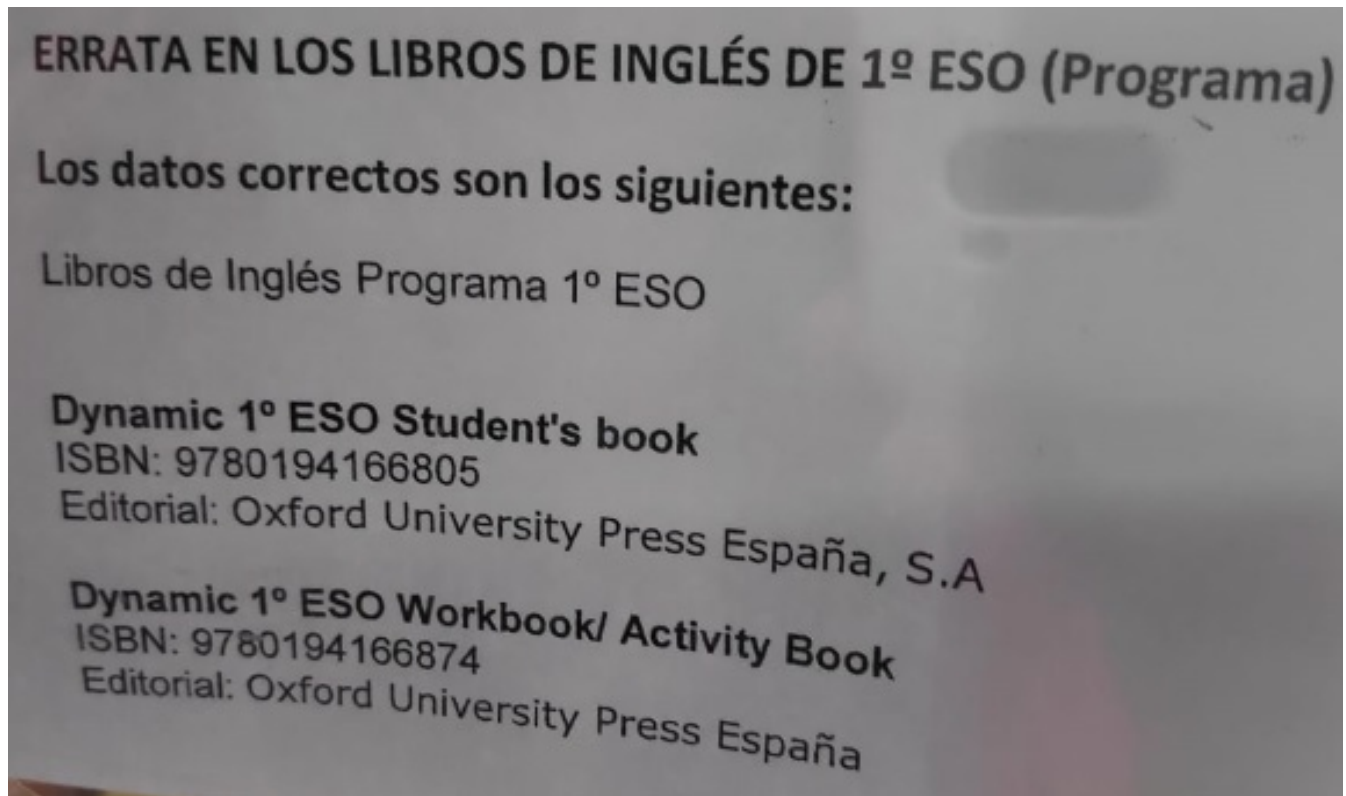 ERRATA EN LOS LIBROS DE INGLÉS DE 1º ESO (Programa)
Los datos correctos son los siguientes:
Libros de Inglés Programa 1º ESO
Dynamic 1º ESO Student's book
ISBN: 9780194166805
Editorial: Oxford University Press España, S.A
Dynamic 1º ESO Workbook/ Activity Book
ISBN: 9780194166874
Editorial: Oxford University Press España